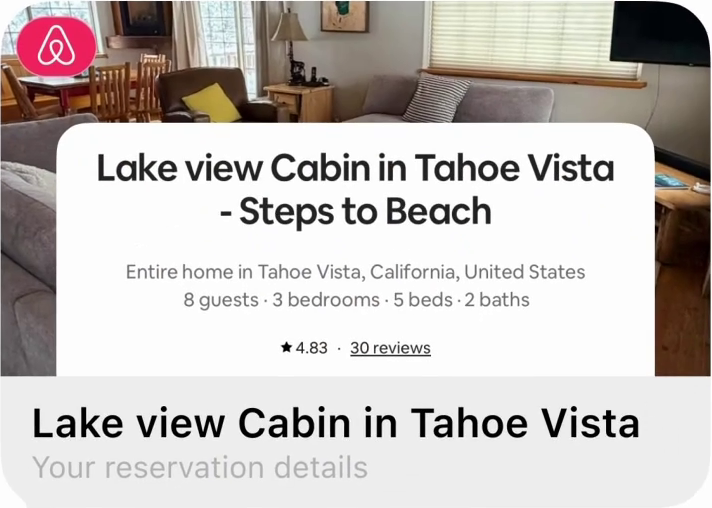 Lake view Cabin in Tahoe Vista
- Steps to Beach
Entire home in Tahoe Vista, California, United States
8 guests · 3 bedrooms · 5 beds · 2 baths
★ 4.83 · 30 reviews
Lake view Cabin in Tahoe Vista
Your reservation details